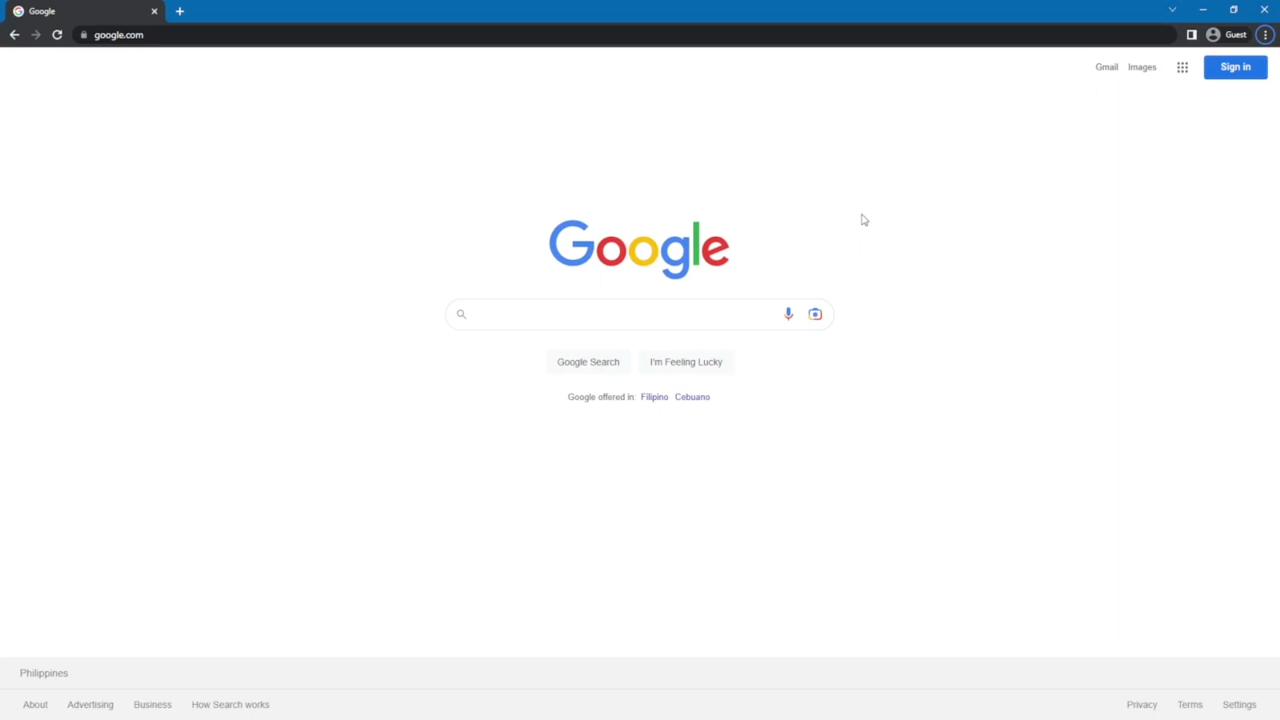 Google
google.com
Guest
Gmail Images
Sign in
Google
Google Search I'm Feeling Lucky
Google offered in: Filipino Cebuano
Philippines
About Advertising Business How Search works Privacy Terms Settings